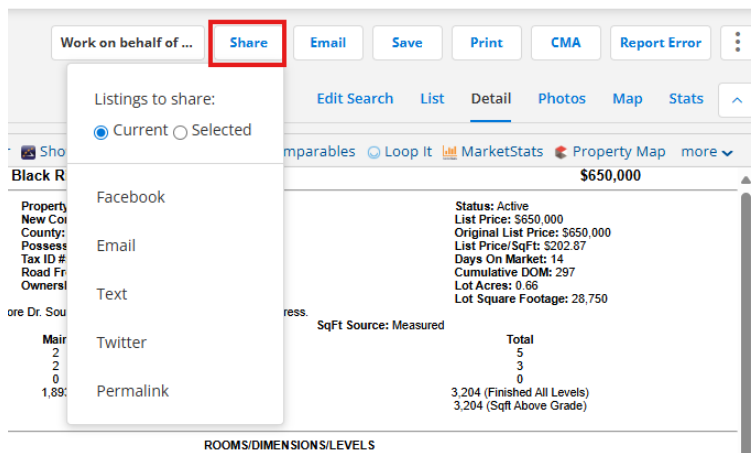 Work on behalf of ... Share Email Save Print CMA Report Error
Listings to share:
Current Selected
Facebook
Email
Text
Twitter
Permalink
Edit Search List Detail Photos Map Stats
Sho mparables Loop It MarketStats Property Map more
Black R $650,000
Property Status: Active
New Co List Price: $650,000
County: Original List Price: $650,000
Possess List Price/SqFt: $202.87
Tax ID # Days On Market: 14
Road Fr Cumulative DOM: 297
Ownersh Lot Acres: 0.66
Lot Square Footage: 28,750
ore Dr. Sou ress.
SqFt Source: Measured
Main Total
2 5
2 3
0 0
1,893 3,204 (Finished All Levels)
3,204 (Sqft Above Grade)
ROOMS/DIMENSIONS/LEVELS